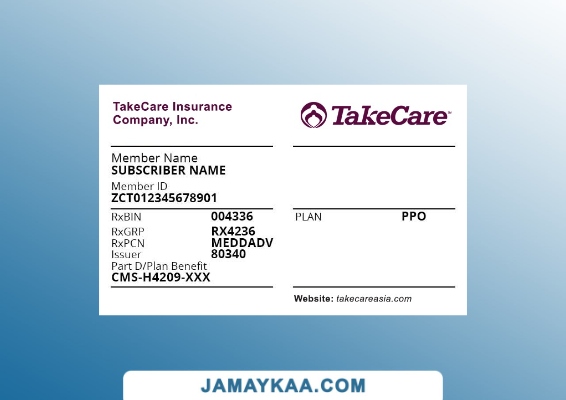 TakeCare Insurance
Company, Inc.
TakeCare™
Member Name
SUBSCRIBER NAME
Member ID
ZCT012345678901
RxBIN 004336
RxGRP RX4236
RxPCN MEDDADV
Issuer 80340
Part D/Plan Benefit
CMS-H4209-XXX
PLAN PPO
Website: takecareasia.com
JAMAYKAA.COM